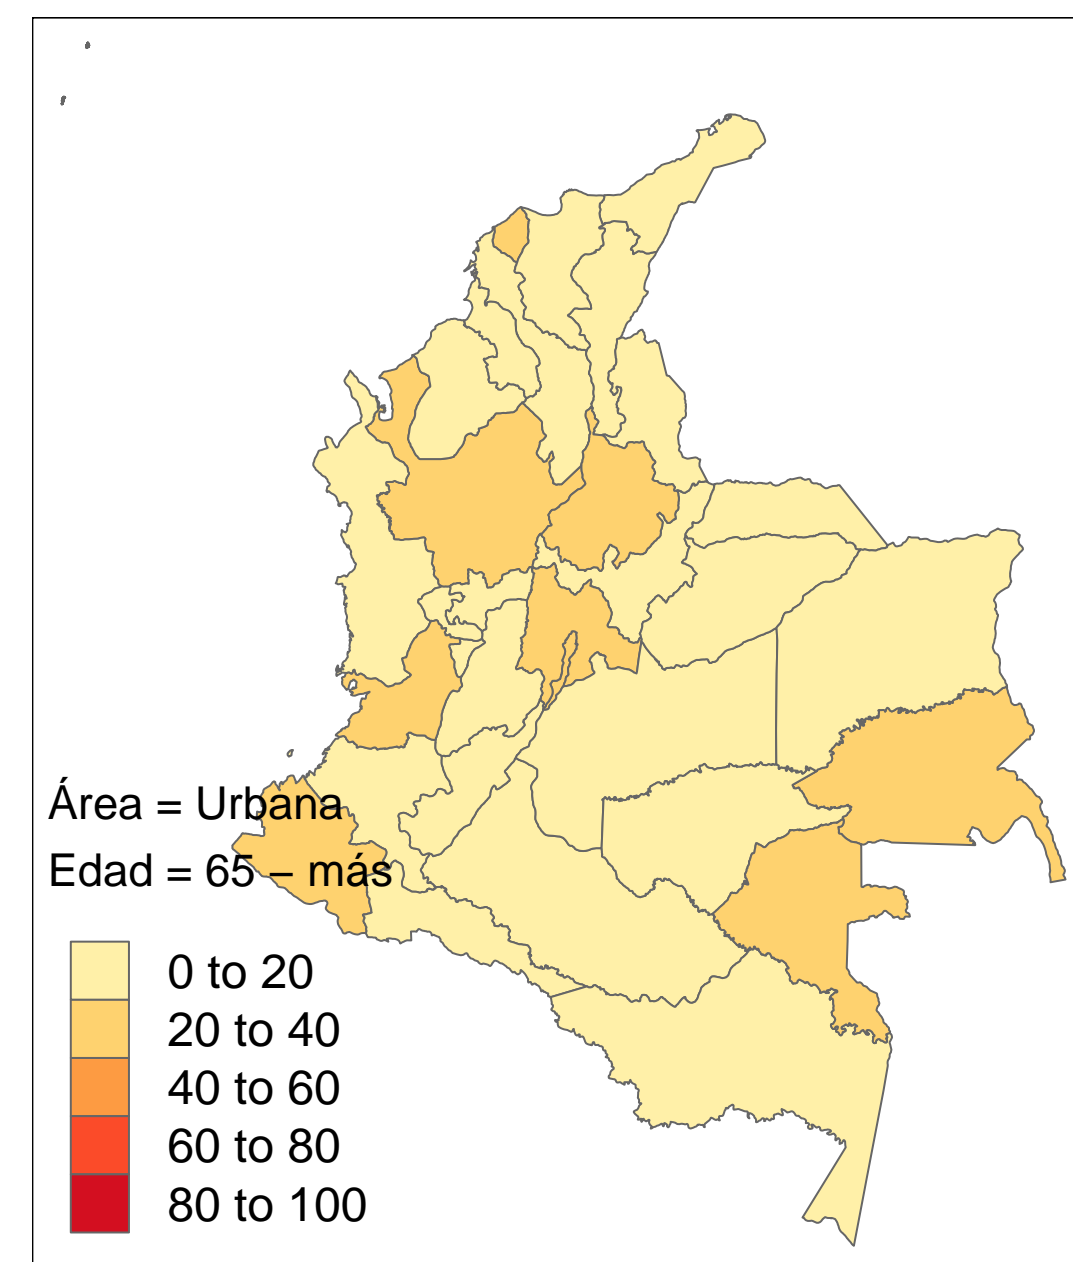 Área = Urbana
Edad = 65 – más
0 to 20
20 to 40
40 to 60
60 to 80
80 to 100